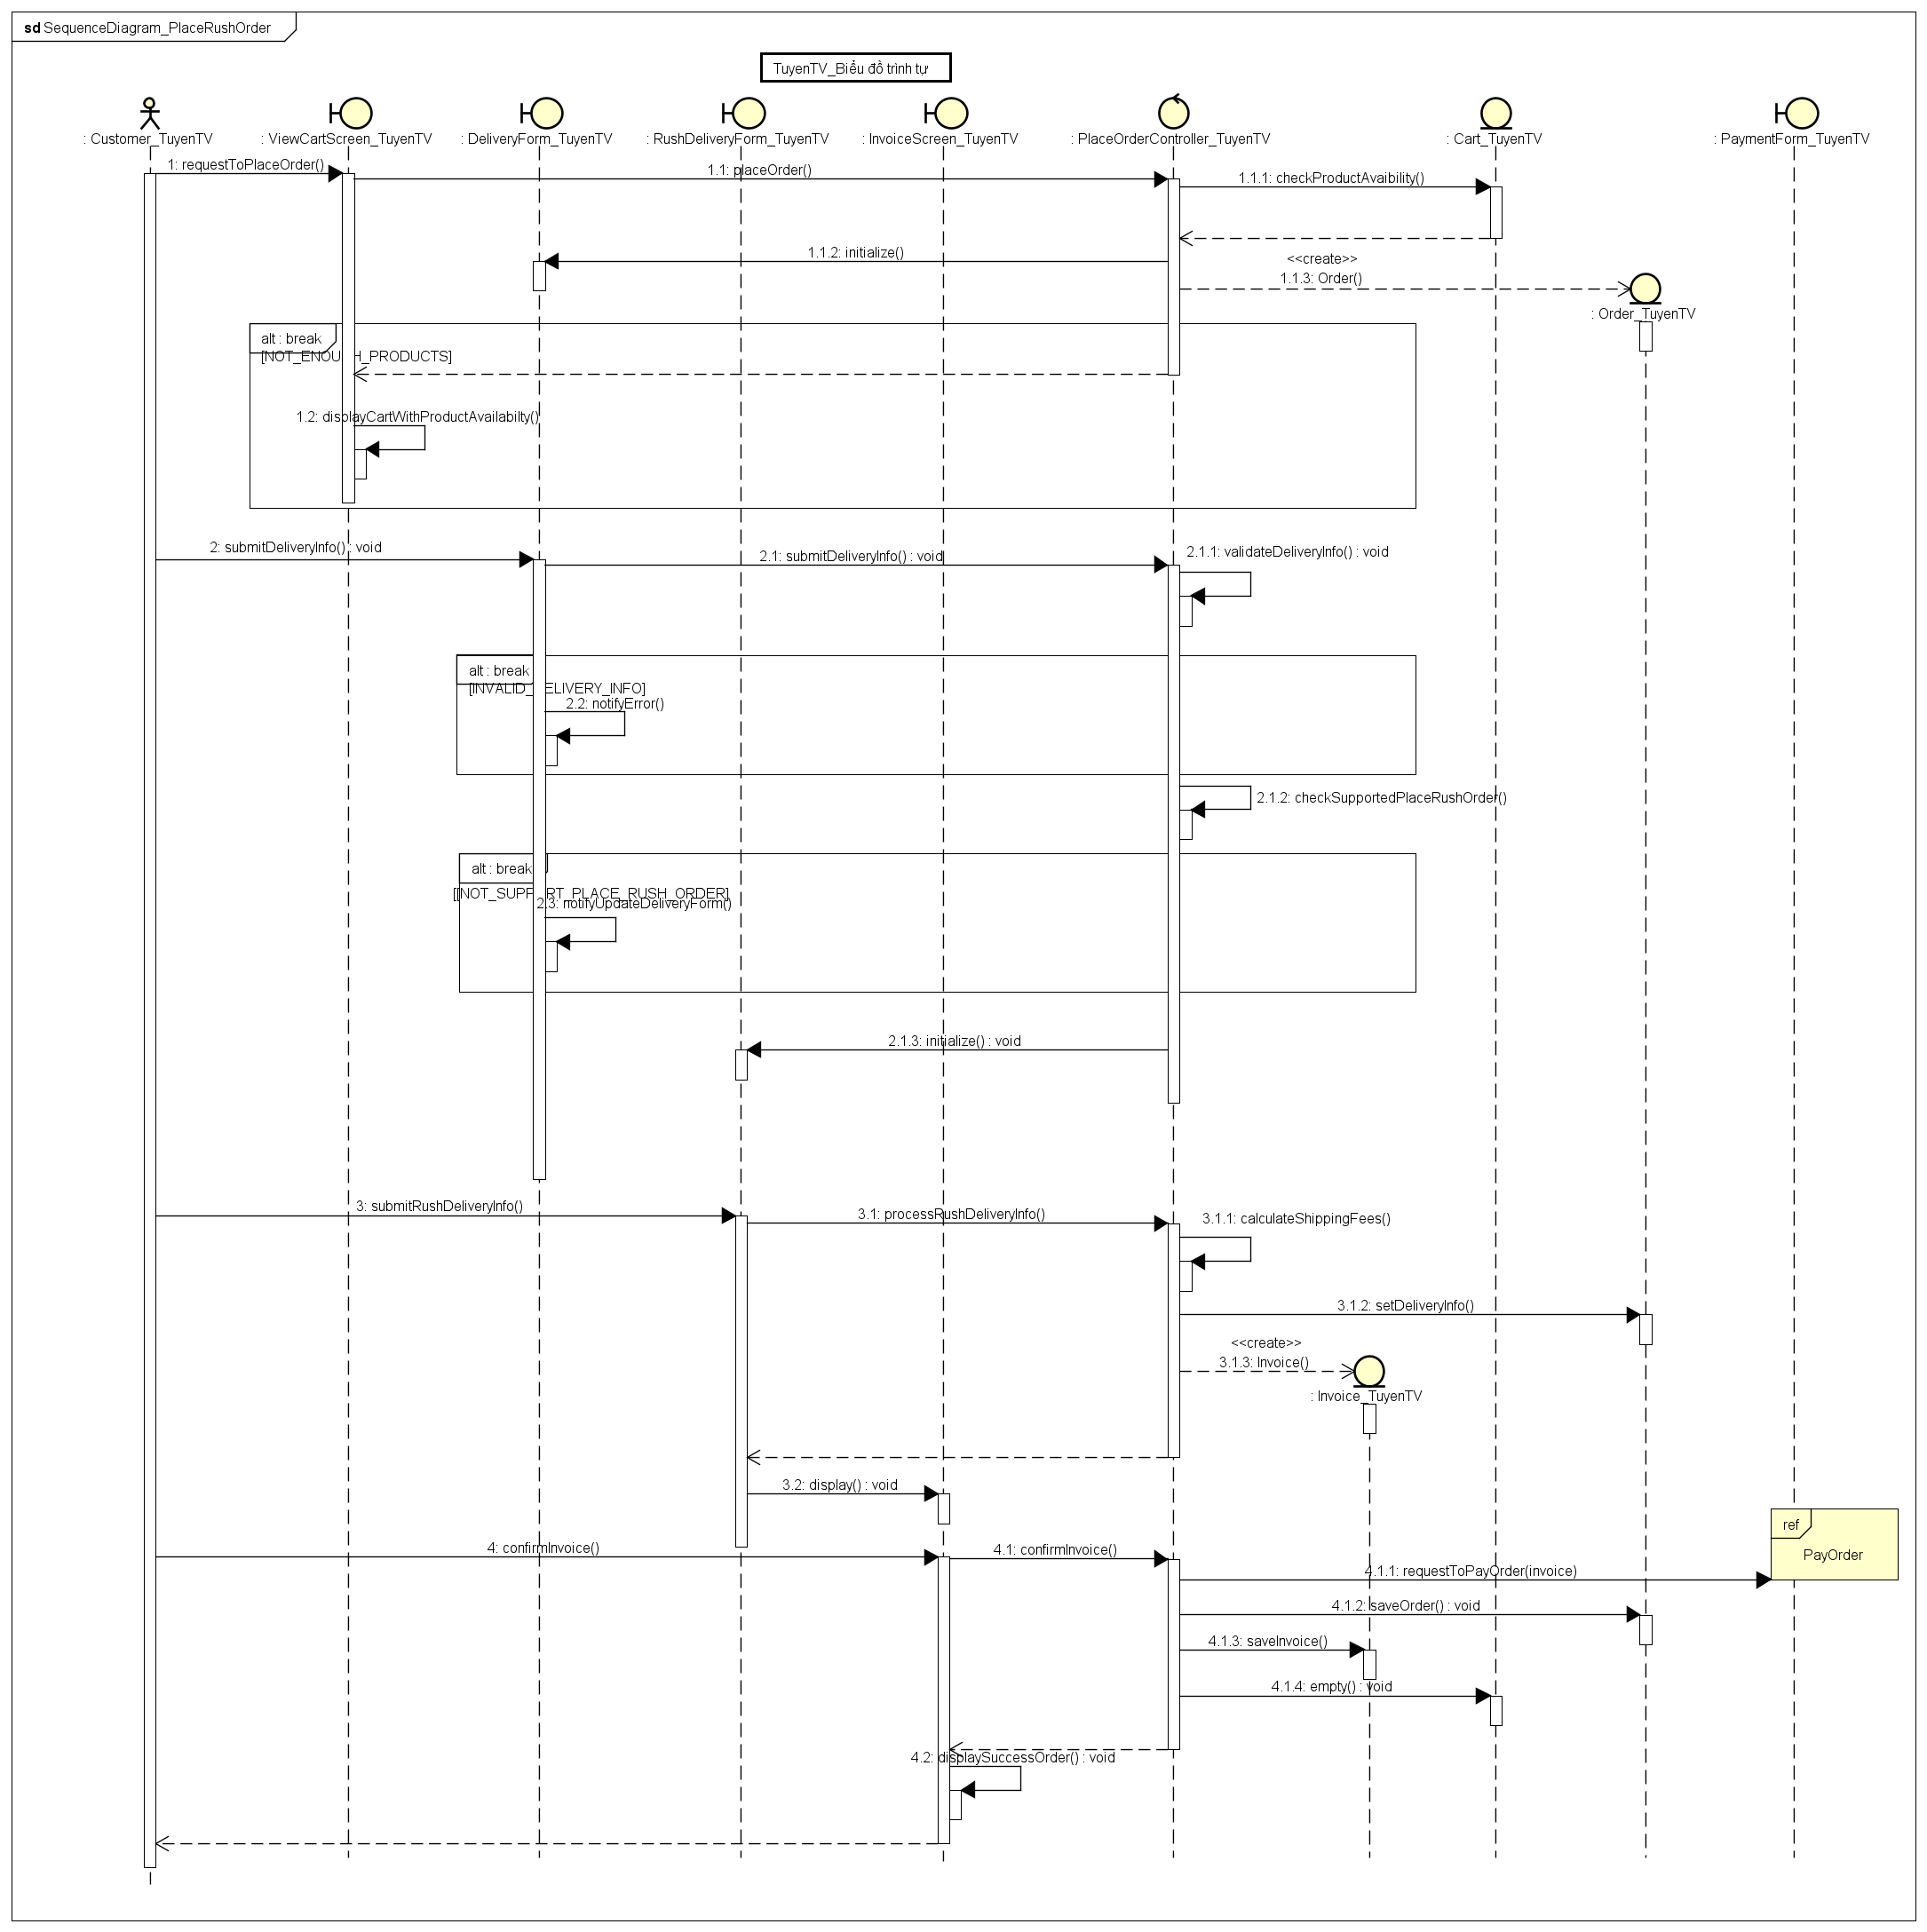 sd SequenceDiagram_PlaceRushOrder
TuyenTV_Biểu đồ trình tự
: Customer_TuyenTV
: ViewCartScreen_TuyenTV
: DeliveryForm_TuyenTV
: RushDeliveryForm_TuyenTV
: InvoiceScreen_TuyenTV
: PlaceOrderController_TuyenTV
: Cart_TuyenTV
: PaymentForm_TuyenTV
1: requestToPlaceOrder()
1.1: placeOrder()
1.1.1: checkProductAvaibility()
1.1.2: initialize()
<<create>>
1.1.3: Order()
: Order_TuyenTV
alt : break
[NOT_ENOUGH_PRODUCTS]
1.2: displayCartWithProductAvailabilty()
2: submitDeliveryInfo() : void
2.1: submitDeliveryInfo() : void
2.1.1: validateDeliveryInfo() : void
alt : break
[INVALID_DELIVERY_INFO]
2.2: notifyError()
2.1.2: checkSupportedPlaceRushOrder()
alt : break
[[NOT_SUPPORT_PLACE_RUSH_ORDER]
2.3: notifyUpdateDeliveryForm()
2.1.3: initialize() : void
3: submitRushDeliveryInfo()
3.1: processRushDeliveryInfo()
3.1.1: calculateShippingFees()
3.1.2: setDeliveryInfo()
<<create>>
3.1.3: Invoice()
: Invoice_TuyenTV
3.2: display() : void
ref
PayOrder
4: confirmInvoice()
4.1: confirmInvoice()
4.1.1: requestToPayOrder(invoice)
4.1.2: saveOrder() : void
4.1.3: saveInvoice()
4.1.4: empty() : void
4.2: displaySuccessOrder() : void